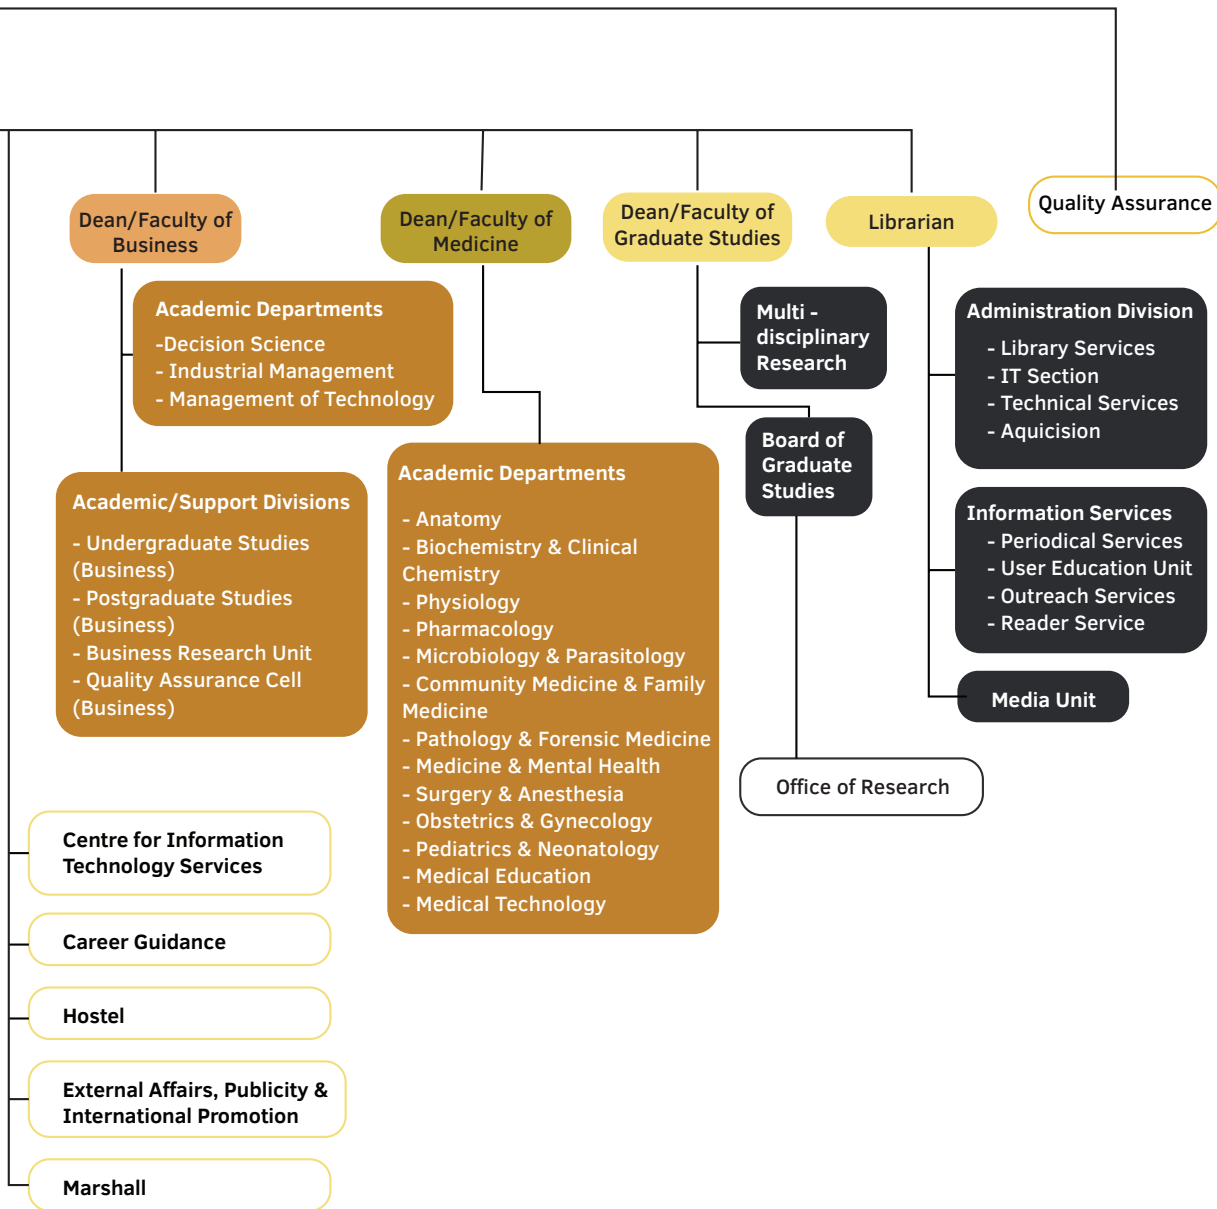 Dean/Faculty of
Business
Dean/Faculty of
Medicine
Dean/Faculty of
Graduate Studies
Librarian
Quality Assurance
Academic Departments
-Decision Science
- Industrial Management
- Management of Technology
Academic/Support Divisions
- Undergraduate Studies
(Business)
- Postgraduate Studies
(Business)
- Business Research Unit
- Quality Assurance Cell
(Business)
Academic Departments
- Anatomy
- Biochemistry & Clinical
Chemistry
- Physiology
- Pharmacology
- Microbiology & Parasitology
- Community Medicine & Family
Medicine
- Pathology & Forensic Medicine
- Medicine & Mental Health
- Surgery & Anesthesia
- Obstetrics & Gynecology
- Pediatrics & Neonatology
- Medical Education
- Medical Technology
Multi -
disciplinary
Research
Board of
Graduate
Studies
Office of Research
Administration Division
- Library Services
- IT Section
- Technical Services
- Aquicision
Information Services
- Periodical Services
- User Education Unit
- Outreach Services
- Reader Service
Media Unit
Centre for Information
Technology Services
Career Guidance
Hostel
External Affairs, Publicity &
International Promotion
Marshall